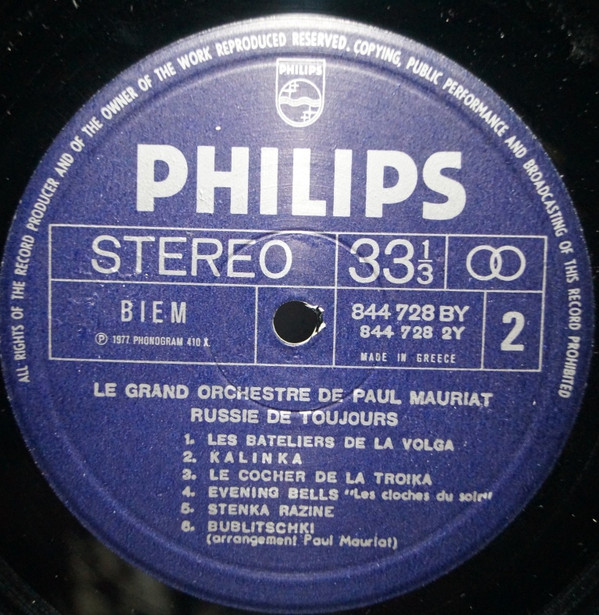 ALL RIGHTS OF THE RECORD PRODUCER AND OF THE OWNER OF THE WORK REPRODUCED RESERVED. COPYING, PUBLIC PERFORMANCE AND BROADCASTING OF THIS RECORD PROHIBITED
PHILIPS
PHILIPS
STEREO 33 1/3
BIEM 844 728 BY 2
844 728 2Y
Ⓟ 1977 PHONOGRAM 410 X
MADE IN GREECE
LE GRAND ORCHESTRE DE PAUL MAURIAT
RUSSIE DE TOUJOURS
1. LES BATELIERS DE LA VOLGA
2. KALINKA
3. LE COCHER DE LA TROIKA
4. EVENING BELLS "Les cloches du soir"
5. STENKA RAZINE
6. BUBLITSCHKI
(arrangement Paul Mauriat)